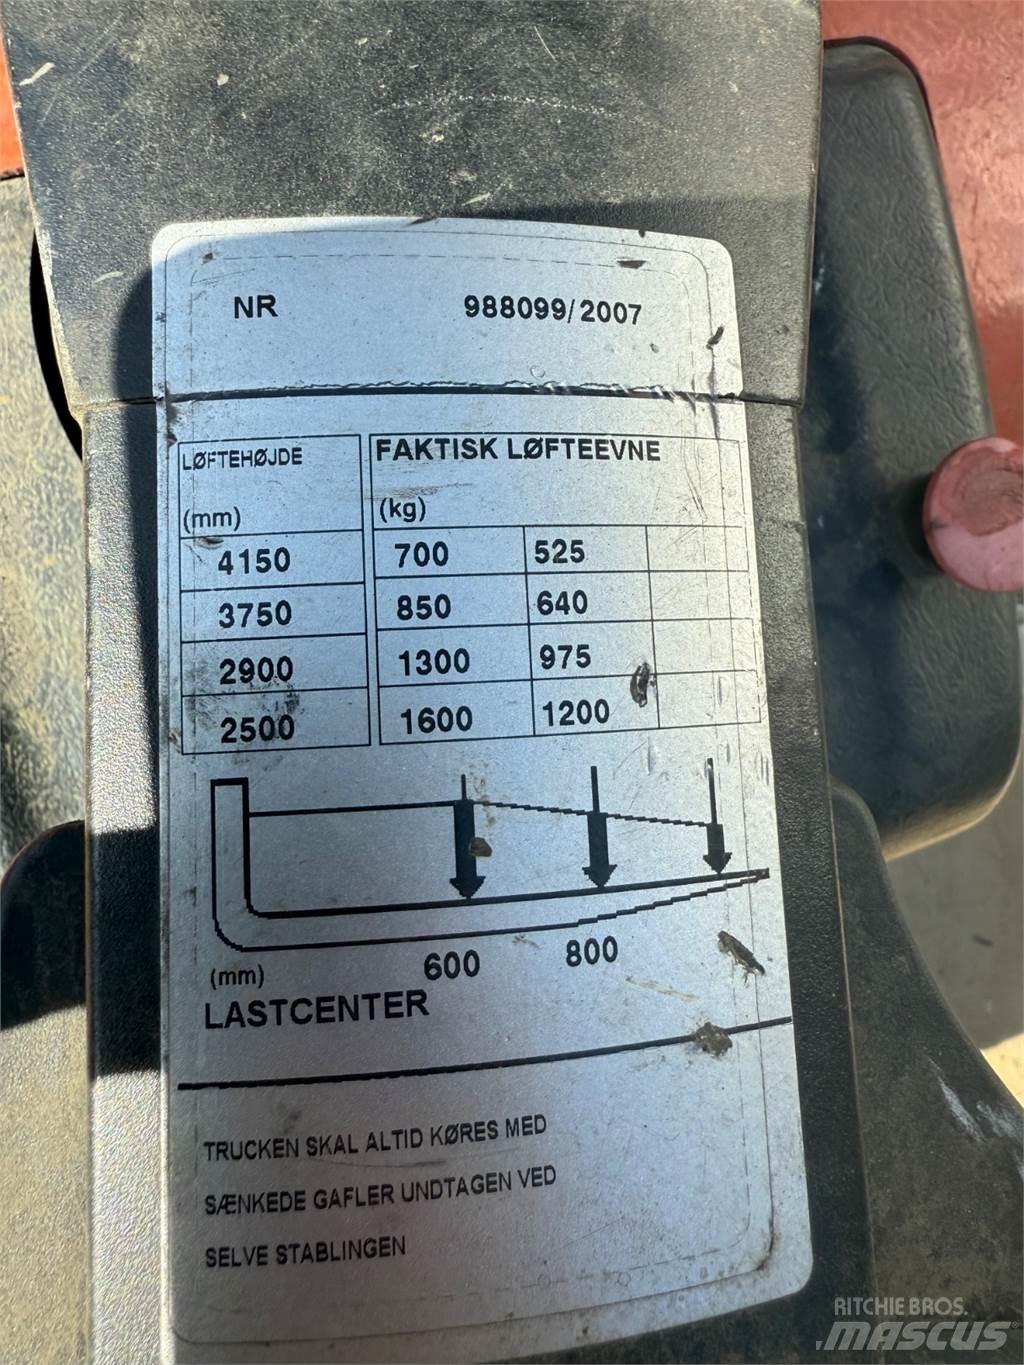 NR 988099/2007
LØFTEHØJDE FAKTISK LØFTEEVNE
(mm) (kg)
4150 700 525
3750 850 640
2900 1300 975
2500 1600 1200
600 800
(mm)
LASTCENTER
TRUCKEN SKAL ALTID KØRES MED
SÆNKEDE GAFLER UNDTAGEN VED
SELVE STABLINGEN
RITCHIE BROS.
MASCUS